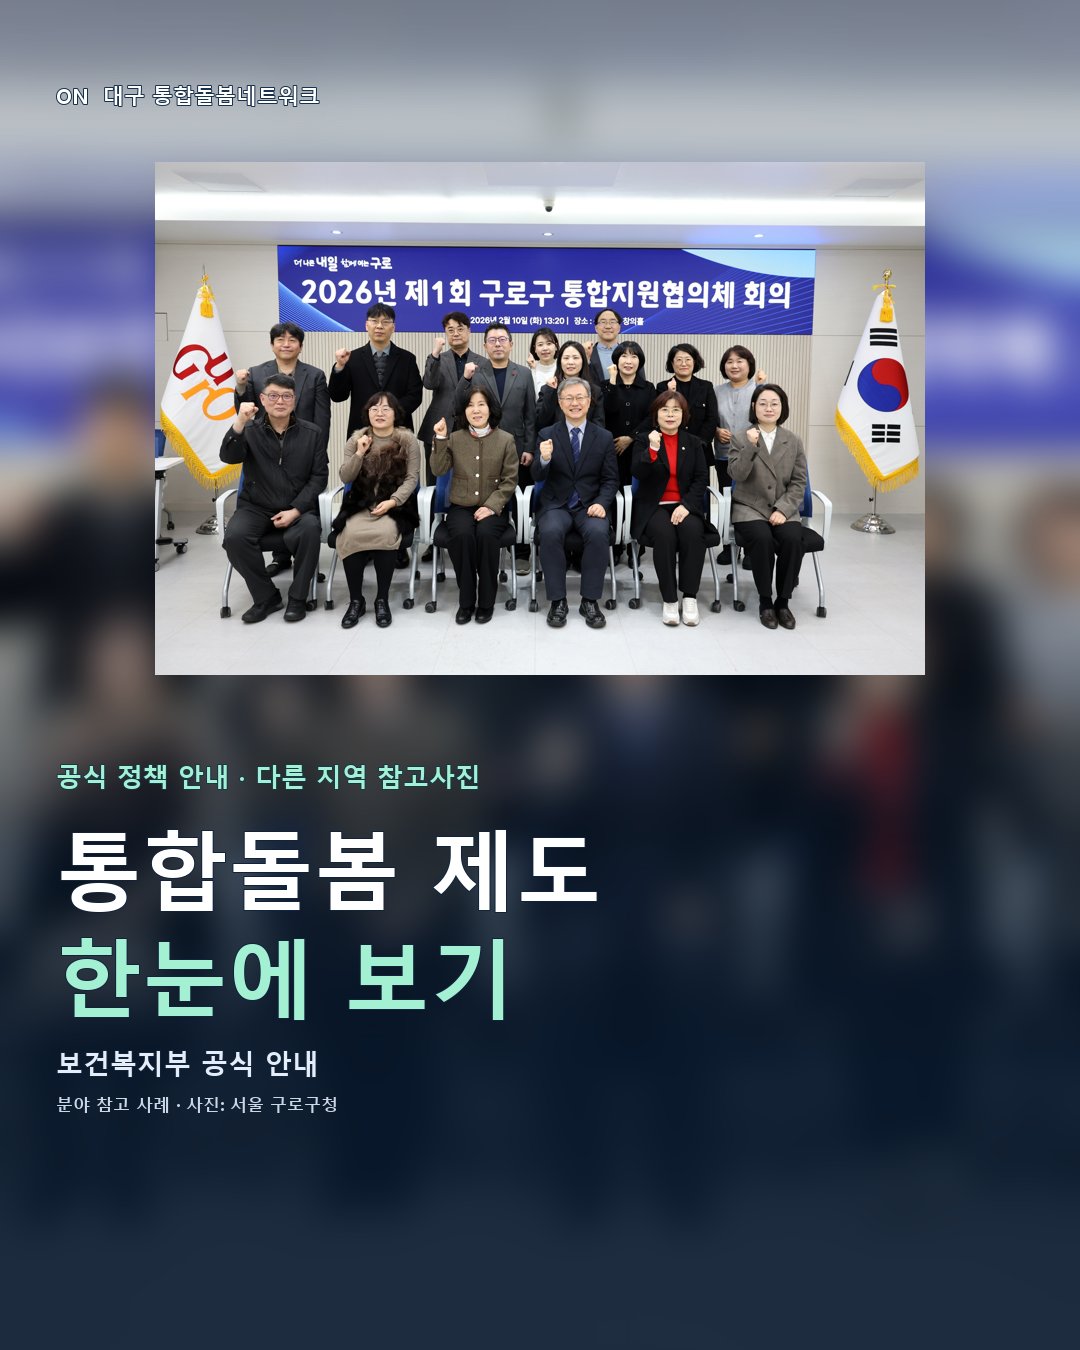 ON 대구 통합돌봄네트워크
더 나은 내일 함께 여는 구로
2026년 제1회 구로구 통합지원협의체 회의
2026년 2월 10일 (화) 13:20 | 장소 : 창의홀
GURO
공식 정책 안내 · 다른 지역 참고사진
통합돌봄 제도
한눈에 보기
보건복지부 공식 안내
분야 참고 사례 · 사진: 서울 구로구청